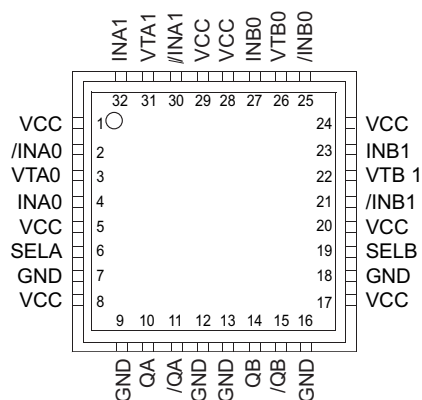 INA1 VTA1 /INA1 VCC VCC INB0 VTB0 /INB0
32 31 30 29 28 27 26 25
VCC 1 24 VCC
/INA0 2 23 INB1
VTA0 3 22 VTB 1
INA0 4 21 /INB1
VCC 5 20 VCC
SELA 6 19 SELB
GND 7 18 GND
VCC 8 17 VCC
9 10 11 12 13 14 15 16
GND QA /QA GND GND QB /QB GND